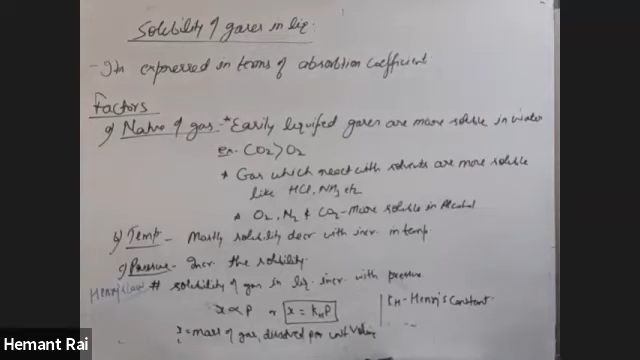 Solubility of gases in liq.
- It's expressed in terms of absorption coefficient
Factors
a) Nature of gas - * Easily liquified gases are more soluble in water
ex - CO2 > O2
* Gas which react with solvents are more soluble
like HCl, NH3 etc
* O2, N2 & CO2 - More soluble in Alcohol
b) Temp - Mostly solubility decr with incr. in temp
c) Pressure - Incr the solubility.
Henry's Law # solubility of gas in liq. incr with pressure.
x ∝ P or x = KHP | KH - Henry's Constant
x = mass of gas, dissolved per unit volume
Hemant Rai